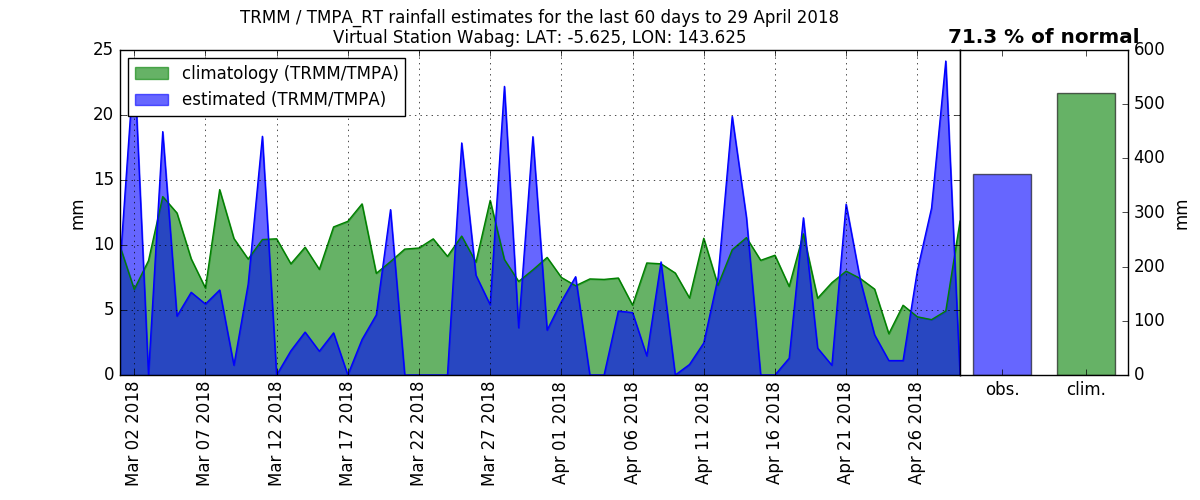 TRMM / TMPA_RT rainfall estimates for the last 60 days to 29 April 2018
Virtual Station Wabag: LAT: -5.625, LON: 143.625
71.3 % of normal
climatology (TRMM/TMPA)
estimated (TRMM/TMPA)
25
20
15
10
5
0
mm
Mar 02 2018
Mar 07 2018
Mar 12 2018
Mar 17 2018
Mar 22 2018
Mar 27 2018
Apr 01 2018
Apr 06 2018
Apr 11 2018
Apr 16 2018
Apr 21 2018
Apr 26 2018
600
500
400
300
200
100
0
mm
obs.
clim.